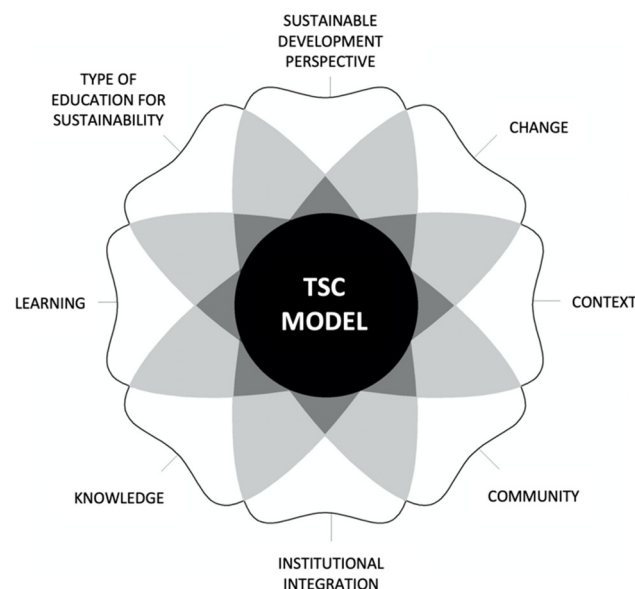 SUSTAINABLE
DEVELOPMENT
PERSPECTIVE
TYPE OF
EDUCATION FOR
SUSTAINABILITY
CHANGE
LEARNING
TSC
MODEL
CONTEXT
KNOWLEDGE
COMMUNITY
INSTITUTIONAL
INTEGRATION